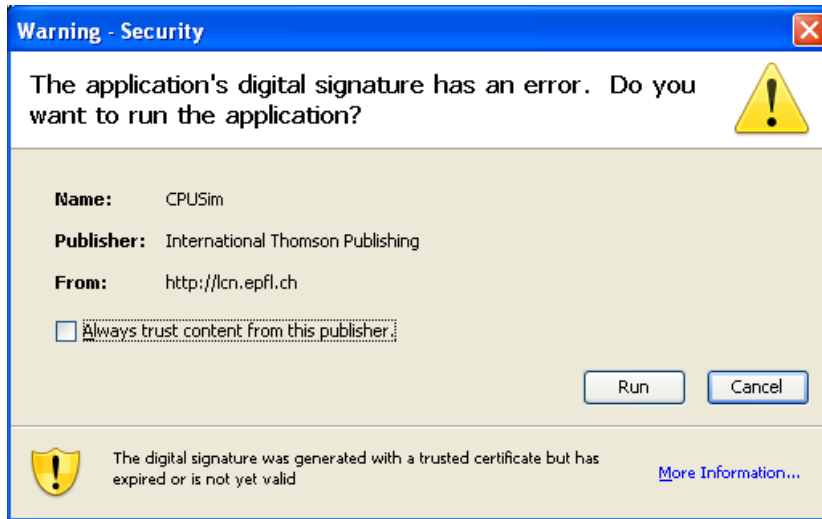 Warning - Security
The application's digital signature has an error.  Do you
want to run the application?
Name: CPUSim
Publisher: International Thomson Publishing
From: http://lcn.epfl.ch
Always trust content from this publisher.
Run Cancel
The digital signature was generated with a trusted certificate but has
expired or is not yet valid
More Information...